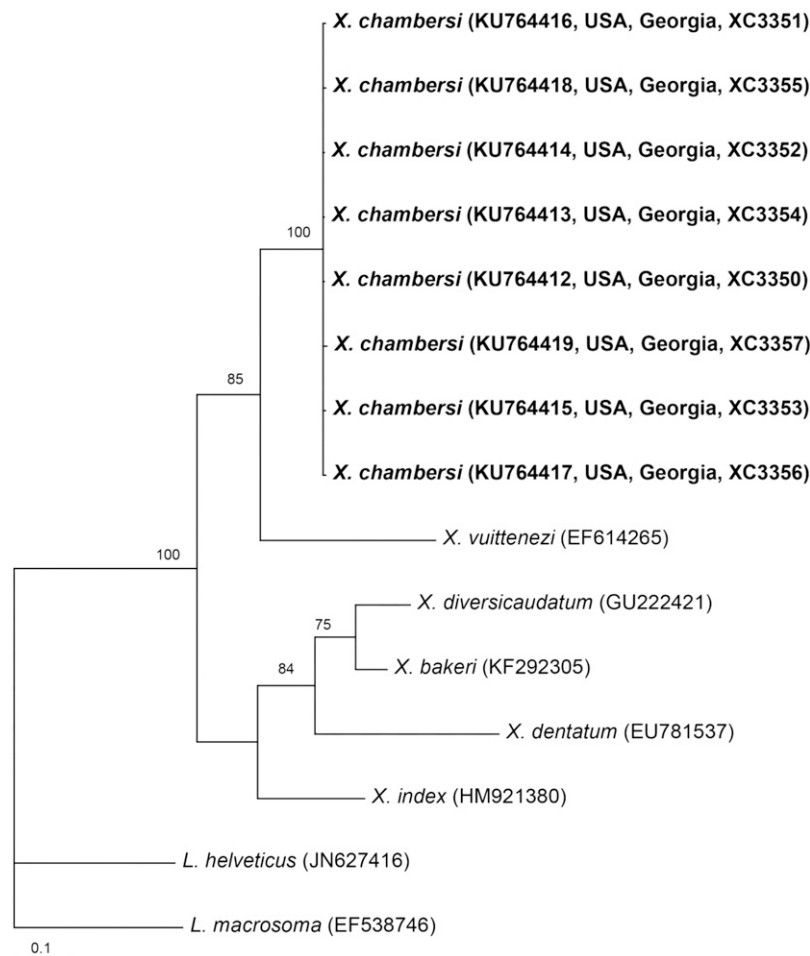 X. chambersi (KU764416, USA, Georgia, XC3351)
X. chambersi (KU764418, USA, Georgia, XC3355)
X. chambersi (KU764414, USA, Georgia, XC3352)
X. chambersi (KU764413, USA, Georgia, XC3354)
100
X. chambersi (KU764412, USA, Georgia, XC3350)
X. chambersi (KU764419, USA, Georgia, XC3357)
85
X. chambersi (KU764415, USA, Georgia, XC3353)
X. chambersi (KU764417, USA, Georgia, XC3356)
X. vuittenezi (EF614265)
100
X. diversicaudatum (GU222421)
75
X. bakeri (KF292305)
84
X. dentatum (EU781537)
X. index (HM921380)
L. helveticus (JN627416)
L. macrosoma (EF538746)
0.1